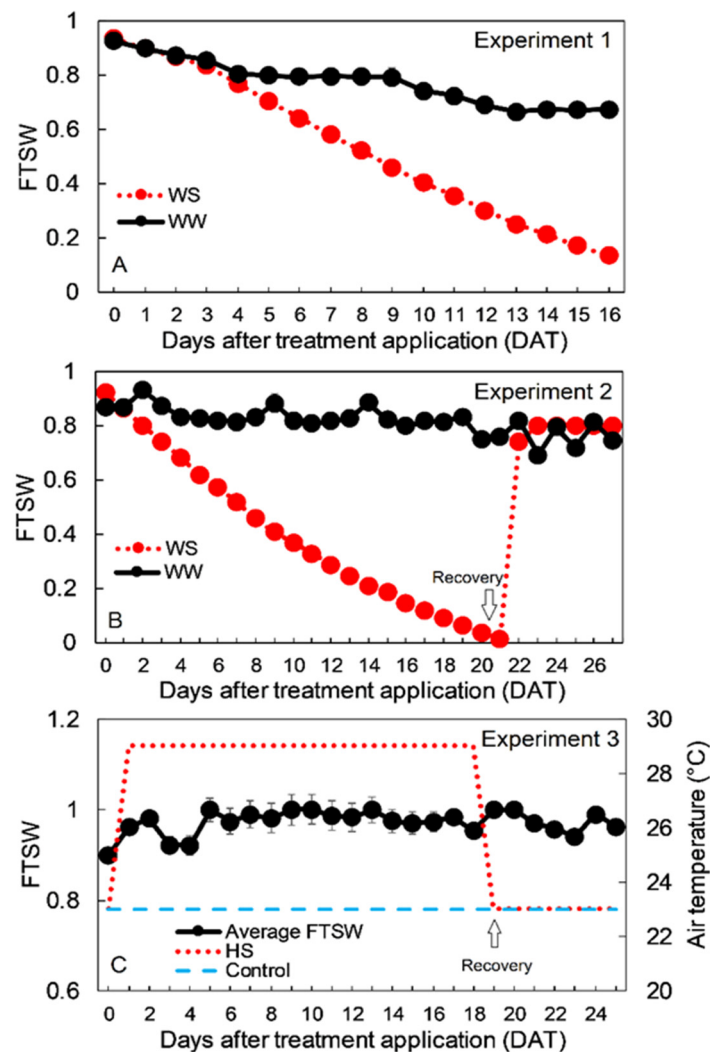 1
Experiment 1
0.8
0.6
FTSW
0.4
WS
WW
0.2
A
0
0 1 2 3 4 5 6 7 8 9 10 11 12 13 14 15 16
Days after treatment application (DAT)
1
Experiment 2
0.8
0.6
FTSW
0.4
WS
WW
0.2
Recovery
B
0
0 2 4 6 8 10 12 14 16 18 20 22 24 26
Days after treatment application (DAT)
1.2 30
Experiment 3
28
1
26
FTSW
Air temperature (°C)
24
0.8
Average FTSW
HS
Control
22
Recovery
C
0.6 20
0 2 4 6 8 10 12 14 16 18 20 22 24
Days after treatment application (DAT)